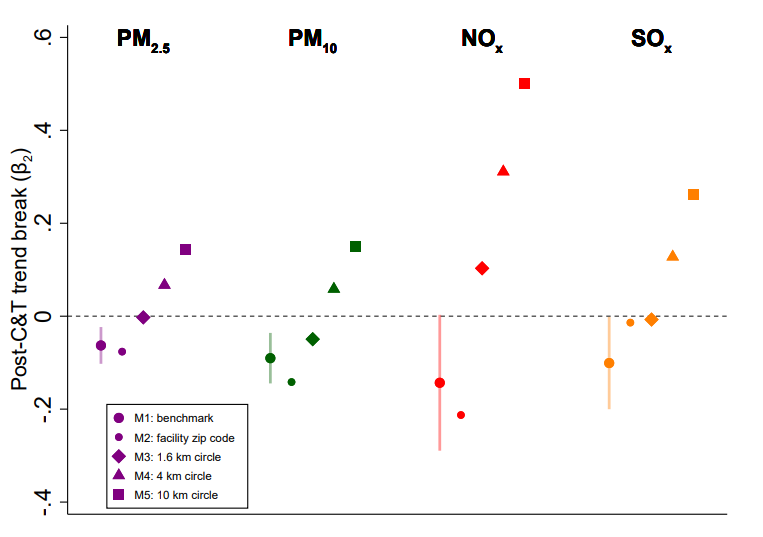 PM2.5 PM10 NOx SOx
.6
.4
.2
0
-.2
-.4
Post-C&T trend break (β2)
M1: benchmark
M2: facility zip code
M3: 1.6 km circle
M4: 4 km circle
M5: 10 km circle